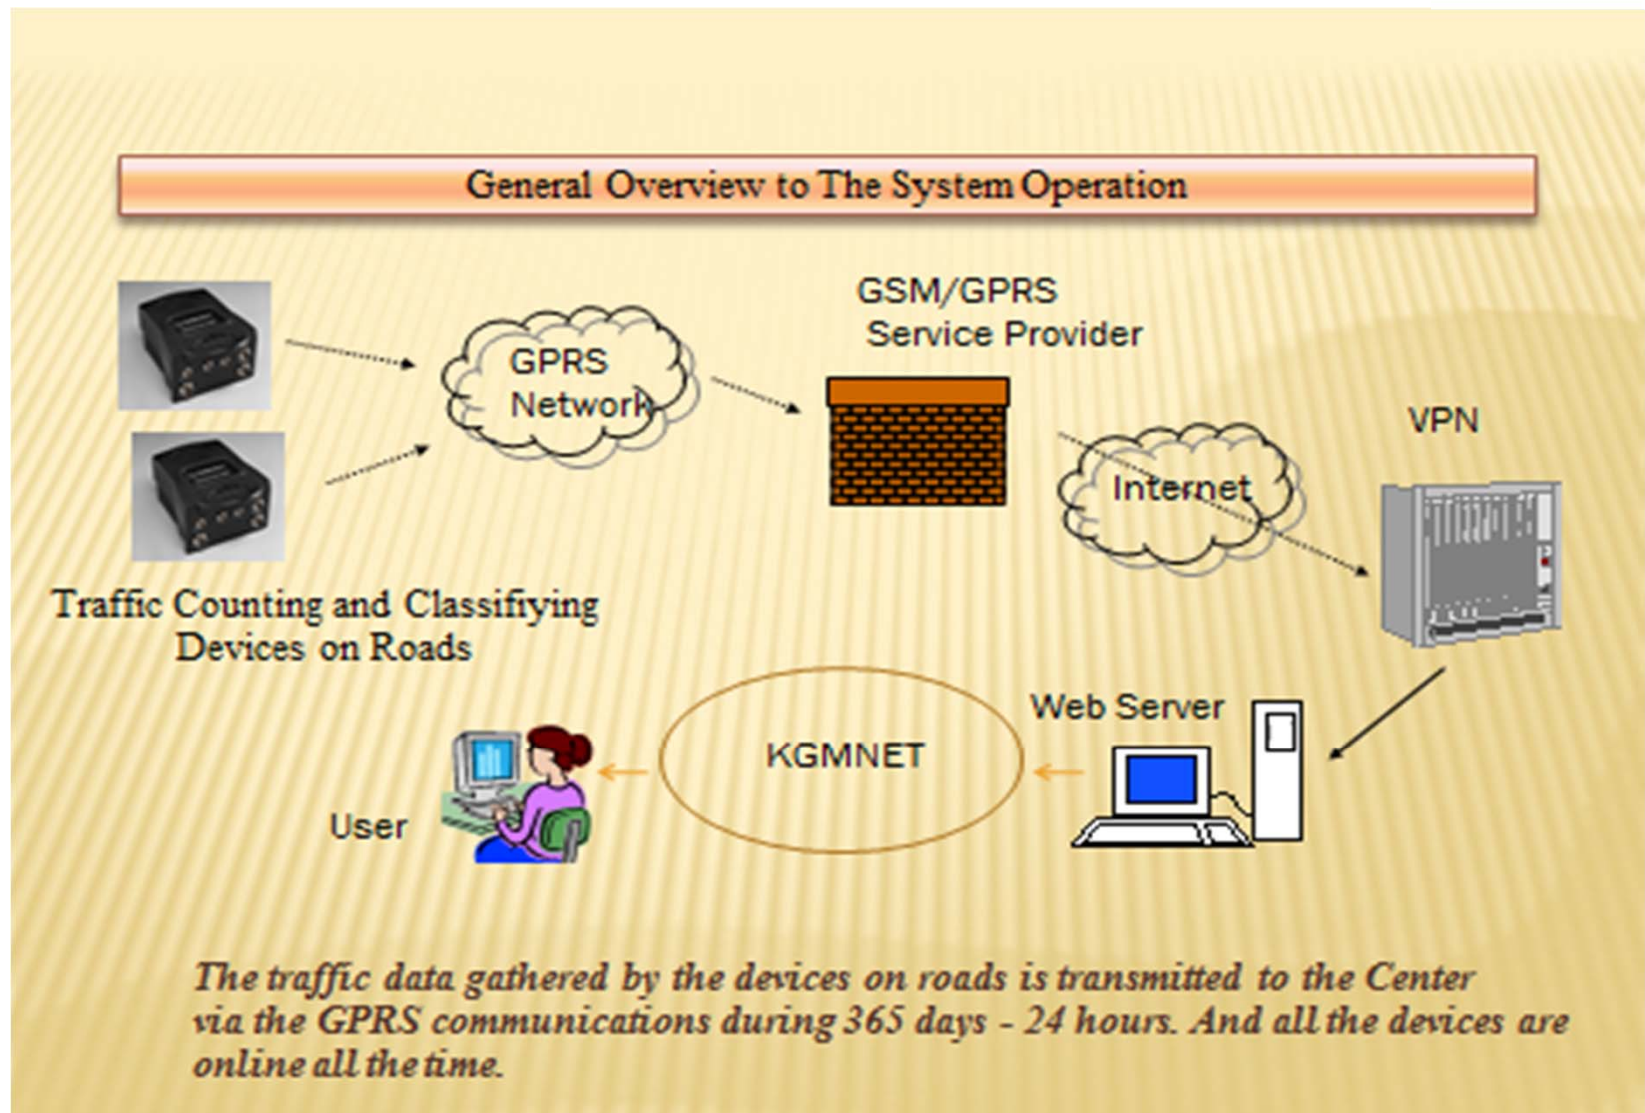 General Overview to The System Operation
GSM/GPRS
Service Provider
GPRS
Network
VPN
Internet
Traffic Counting and Classifiying
Devices on Roads
Web Server
KGMNET
User
The traffic data gathered by the devices on roads is transmitted to the Center
via the GPRS communications during 365 days - 24 hours. And all the devices are
online all the time.